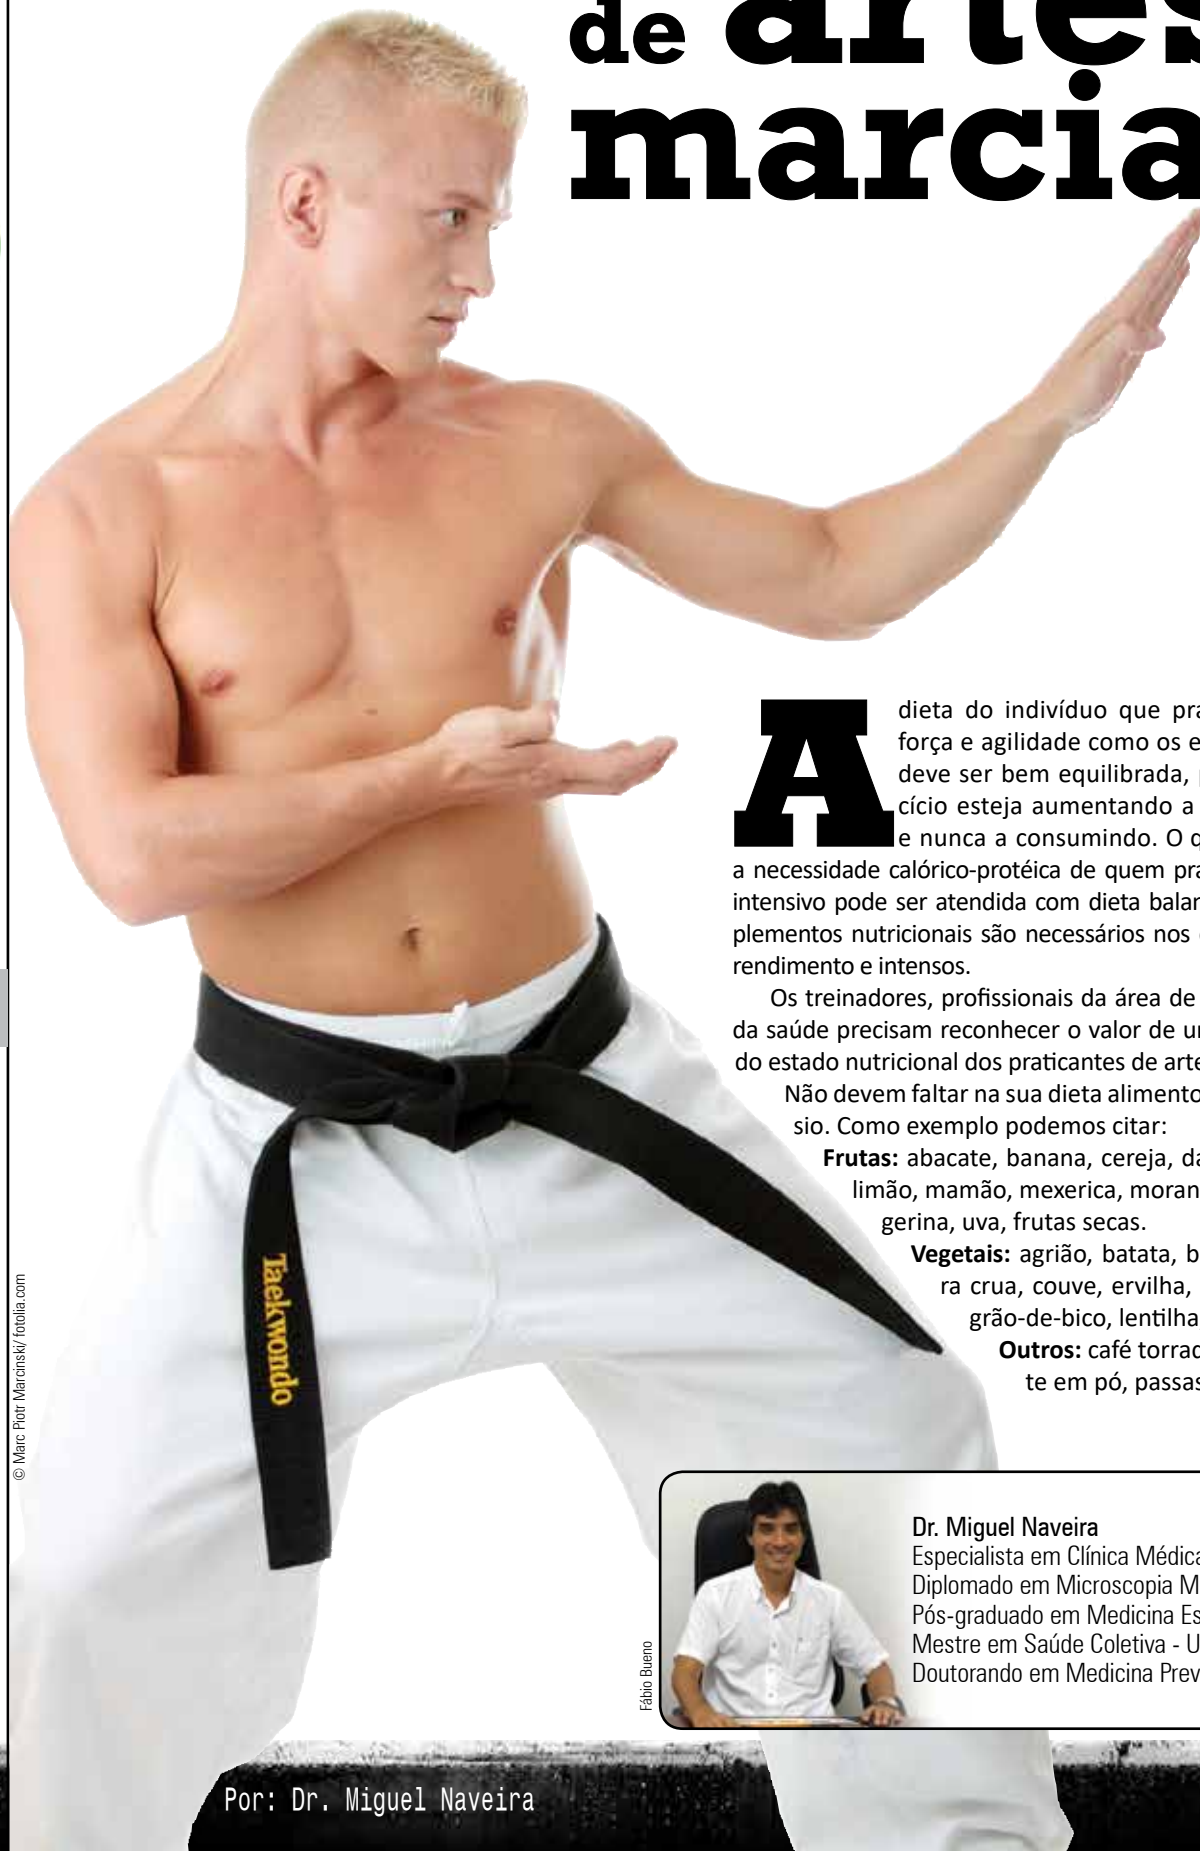 de artes
marcia
A
dieta do indivíduo que pra
força e agilidade como os e
deve ser bem equilibrada,
cício esteja aumentando a
e nunca a consumindo. O q
a necessidade calórico-protéica de quem pra
intensivo pode ser atendida com dieta balan
plementos nutricionais são necessários nos
rendimento e intensos.
Os treinadores, profissionais da área de
da saúde precisam reconhecer o valor de u
do estado nutricional dos praticantes de arte
Não devem faltar na sua dieta alimento
sio. Como exemplo podemos citar:
Frutas: abacate, banana, cereja, da
limão, mamão, mexerica, moran
gerina, uva, frutas secas.
Vegetais: agrião, batata, b
ra crua, couve, ervilha,
grão-de-bico, lentilha
Outros: café torrad
te em pó, passas
Taekwondo
© Marc Piotr Marcinski/ fotolia.com
Fábio Bueno
Dr. Miguel Naveira
Especialista em Clínica Médica
Diplomado em Microscopia M
Pós-graduado em Medicina Es
Mestre em Saúde Coletiva - U
Doutorando em Medicina Prev
Por: Dr. Miguel Naveira